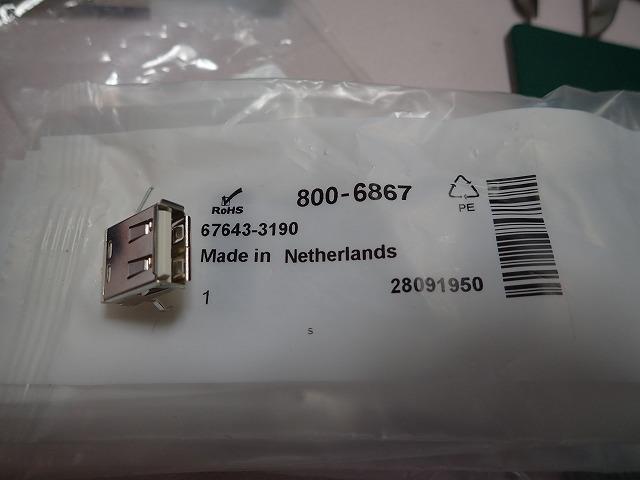 RoHS
800-6867
PE
67643-3190
Made in Netherlands
1
28091950
s